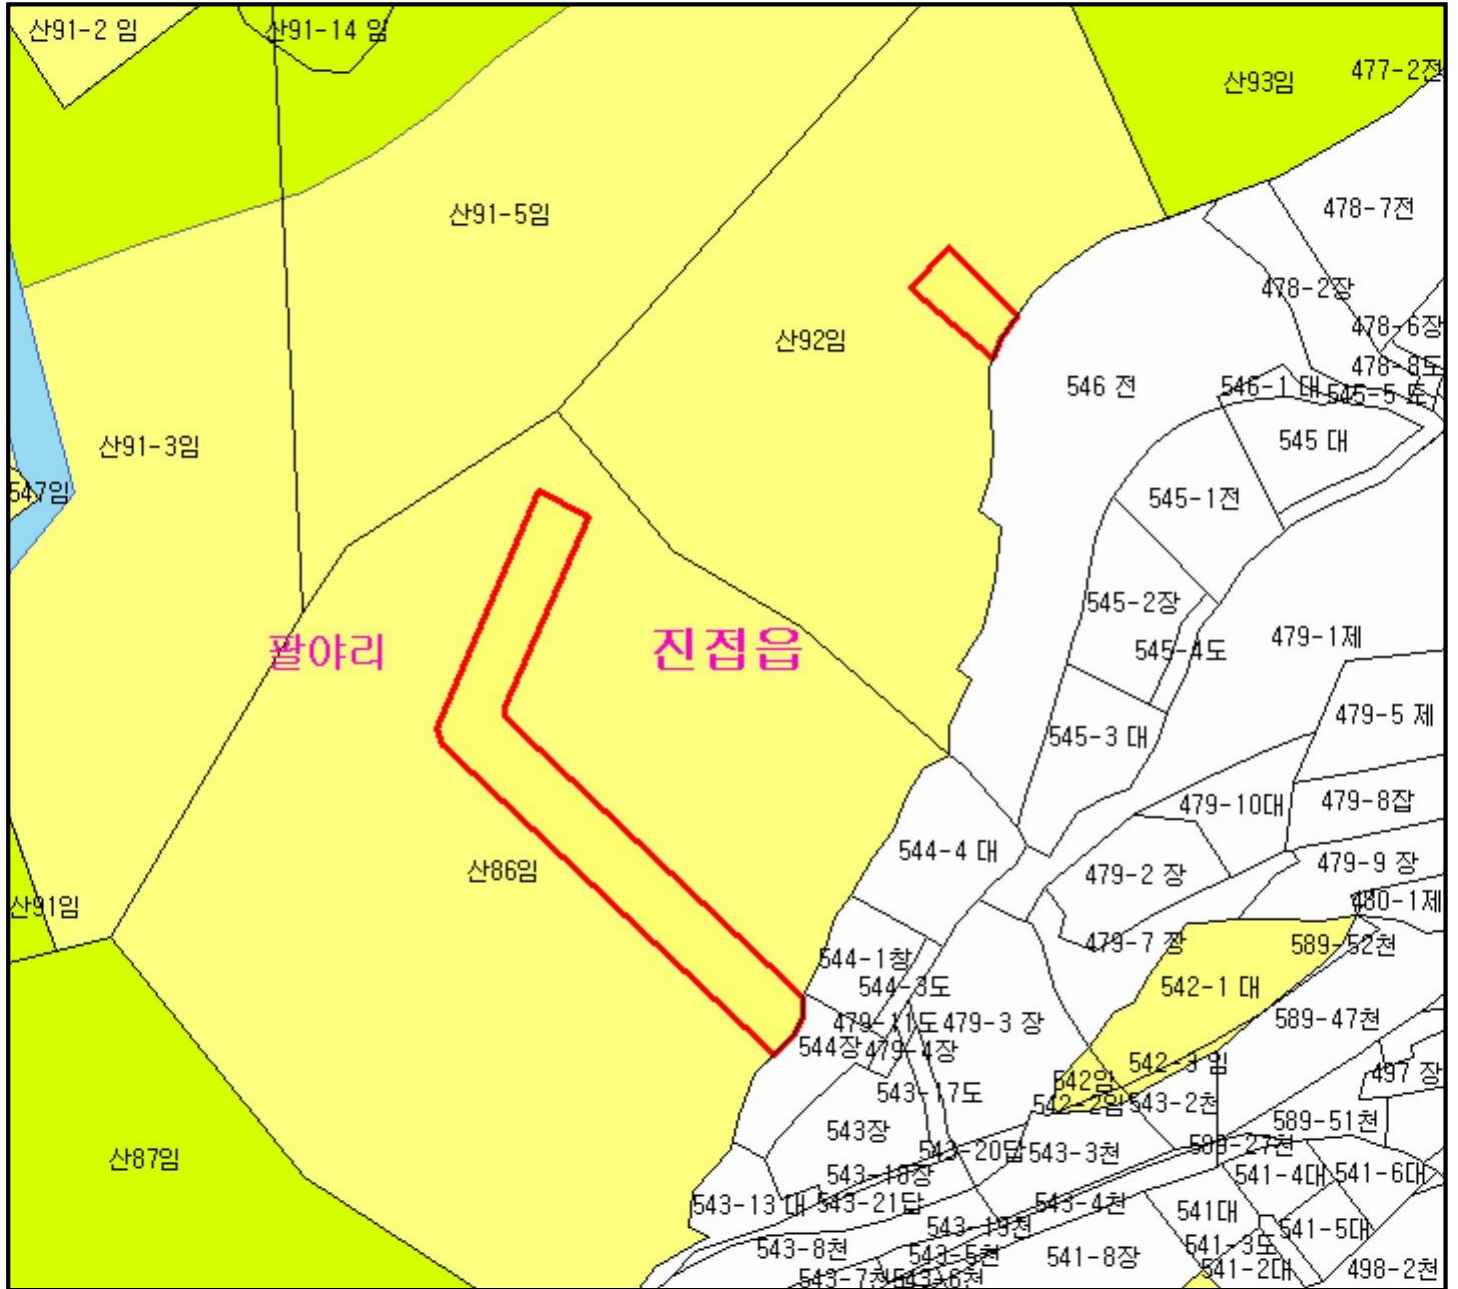 산91-2 임
산91-14 임
산93임
477-2전
산91-5임
478-7전
478-2장
산92임
478-6장
478-8도
546 전
546-1 대
545-5 도
545 대
산91-3임
547임
545-1전
545-2장
545-4도
479-1제
팔야리
진접읍
479-5 제
545-3 대
479-10대
479-8잡
544-4 대
479-9 장
479-2 장
산86임
480-1제
산91임
479-7 장
589-52천
544-1창
544-3도
542-1 대
479-11도
479-3 장
589-47천
544장
479-4장
542-3 임
497 장
542임
543-17도
542-2임
543-2천
589-51천
543장
543-20답
543-3천
589-27천
산87임
543-18장
541-4대
541-6대
543-13 대
543-21답
543-4천
541대
543-19천
541-5대
541-3도
543-8천
543-5천
541-8장
541-2대
498-2천
543-7천
543-6천